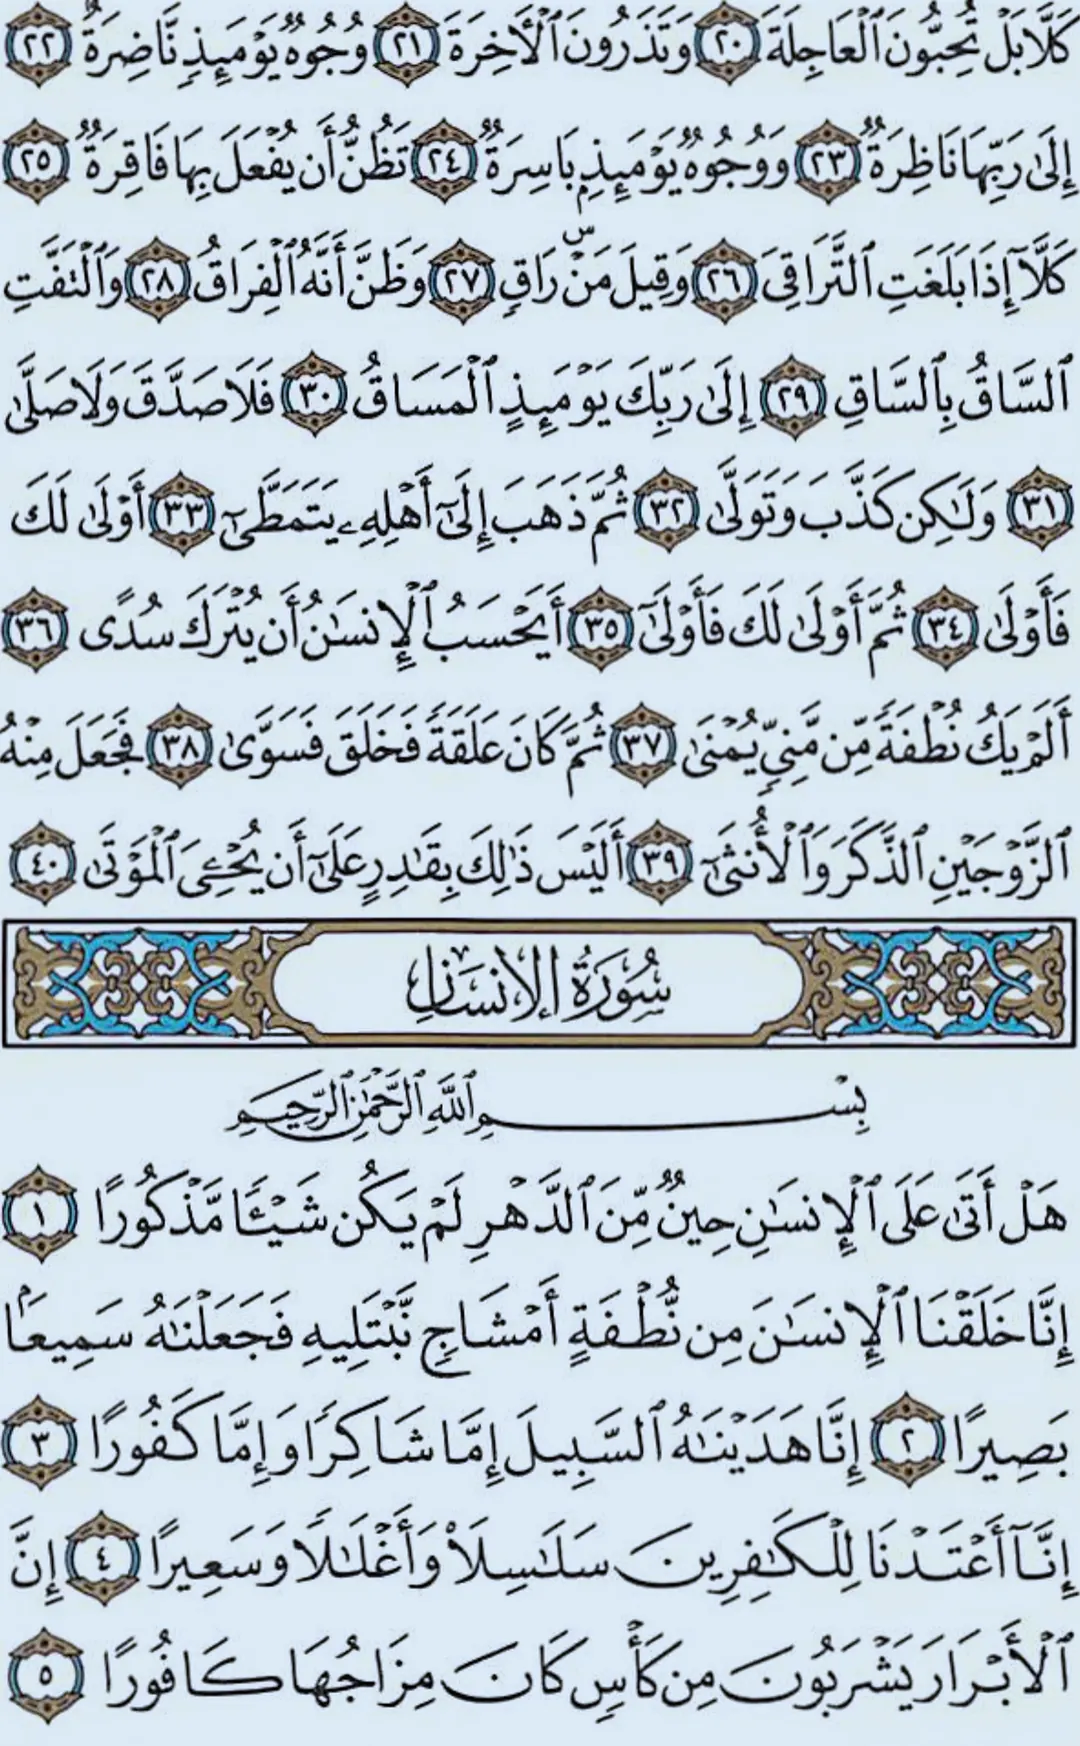 كَلَّا بَلْ تُحِبُّونَ ٱلْعَاجِلَةَ ٢٠ وَتَذَرُونَ ٱلْأَخِرَةَ ٢١ وُجُوهٌ يَوْمَئِذٍ نَّاضِرَةٌ ٢٢
إِلَىٰ رَبِّهَا نَاظِرَةٌ ٢٣ وَوُجُوهٌ يَوْمَئِذٍۭ بَاسِرَةٌ ٢٤ تَظُنُّ أَن يُفْعَلَ بِهَا فَاقِرَةٌ ٢٥
كَلَّآ إِذَا بَلَغَتِ ٱلتَّرَاقِىَ ٢٦ وَقِيلَ مَنْ ۜ رَاقٍ ٢٧ وَظَنَّ أَنَّهُ ٱلْفِرَاقُ ٢٨ وَٱلْتَفَّتِ
ٱلسَّاقُ بِٱلسَّاقِ ٢٩ إِلَىٰ رَبِّكَ يَوْمَئِذٍ ٱلْمَسَاقُ ٣٠ فَلَا صَدَّقَ وَلَا صَلَّىٰ
٣١ وَلَـٰكِن كَذَّبَ وَتَوَلَّىٰ ٣٢ ثُمَّ ذَهَبَ إِلَىٰٓ أَهْلِهِۦ يَتَمَطَّىٰٓ ٣٣ أَوْلَىٰ لَكَ
فَأَوْلَىٰ ٣٤ ثُمَّ أَوْلَىٰ لَكَ فَأَوْلَىٰٓ ٣٥ أَيَحْسَبُ ٱلْإِنسَـٰنُ أَن يُتْرَكَ سُدًى ٣٦
أَلَمْ يَكُ نُطْفَةً مِّن مَّنِىٍّ يُمْنَىٰ ٣٧ ثُمَّ كَانَ عَلَقَةً فَخَلَقَ فَسَوَّىٰ ٣٨ فَجَعَلَ مِنْهُ
ٱلزَّوْجَيْنِ ٱلذَّكَرَ وَٱلْأُنثَىٰٓ ٣٩ أَلَيْسَ ذَٰلِكَ بِقَـٰدِرٍ عَلَىٰٓ أَن يُحْـِۧىَ ٱلْمَوْتَىٰ ٤٠
سُورَةُ الإِنسَانِ
بِسْمِ ٱللَّهِ ٱلرَّحْمَـٰنِ ٱلرَّحِيمِ
هَلْ أَتَىٰ عَلَى ٱلْإِنسَـٰنِ حِينٌ مِّنَ ٱلدَّهْرِ لَمْ يَكُن شَيْـًٔا مَّذْكُورًا ١
إِنَّا خَلَقْنَا ٱلْإِنسَـٰنَ مِن نُّطْفَةٍ أَمْشَاجٍ نَّبْتَلِيهِ فَجَعَلْنَـٰهُ سَمِيعَۢا
بَصِيرًا ٢ إِنَّا هَدَيْنَـٰهُ ٱلسَّبِيلَ إِمَّا شَاكِرًا وَإِمَّا كَفُورًا ٣
إِنَّآ أَعْتَدْنَا لِلْكَـٰفِرِينَ سَلَـٰسِلَا۟ وَأَغْلَـٰلًا وَسَعِيرًا ٤ إِنَّ
ٱلْأَبْرَارَ يَشْرَبُونَ مِن كَأْسٍ كَانَ مِزَاجُهَا كَافُورًا ٥